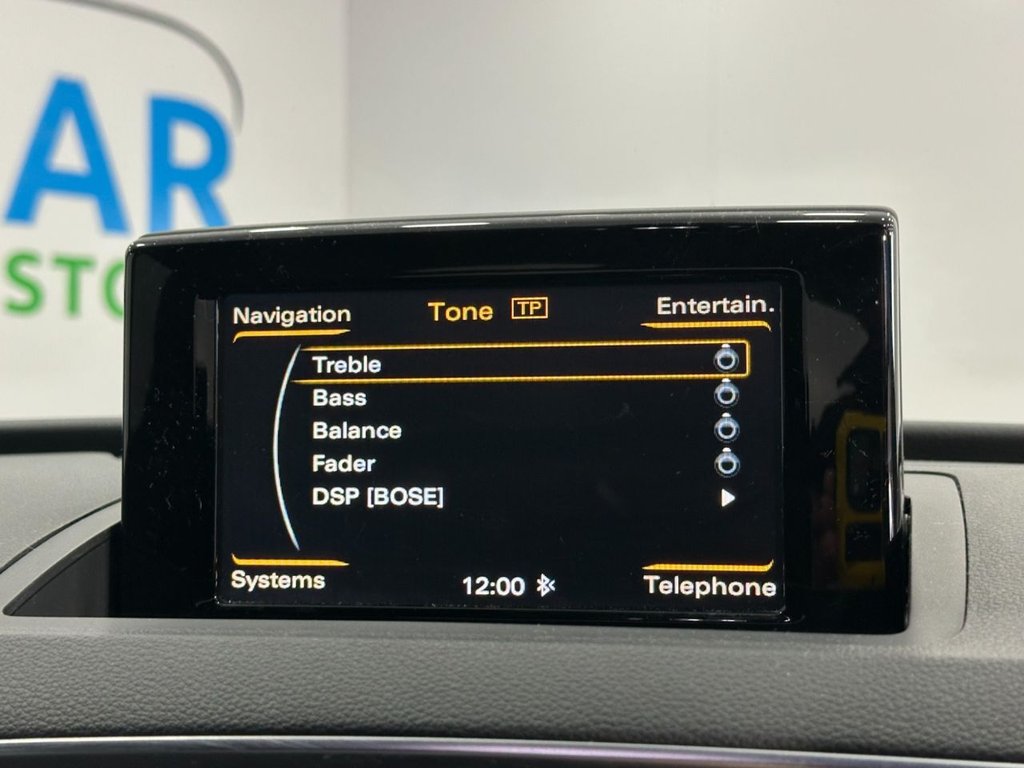 AR
STO
Navigation
Tone TP
Entertain.
Treble
Bass
Balance
Fader
DSP [BOSE]
Systems
12:00
Telephone